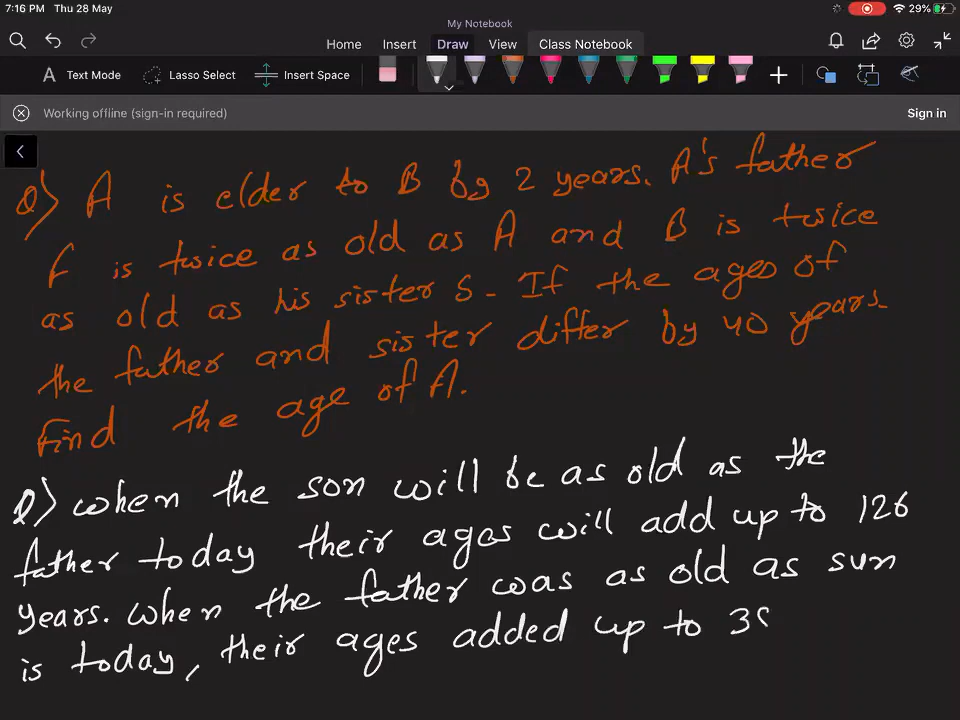 7:16 PM Thu 28 May
29%
My Notebook
Home Insert Draw View Class Notebook
Text Mode Lasso Select Insert Space
Working offline (sign-in required) Sign in
Q) A is elder to B by 2 years. A's father
F is twice as old as A and B is twice
as old as his sister S. If the ages of
the father and sister differ by 40 years.
Find the age of A.
Q) when the son will be as old as the
father today their ages will add up to 126
years. When the father was as old as sun
is today, their ages added up to 38